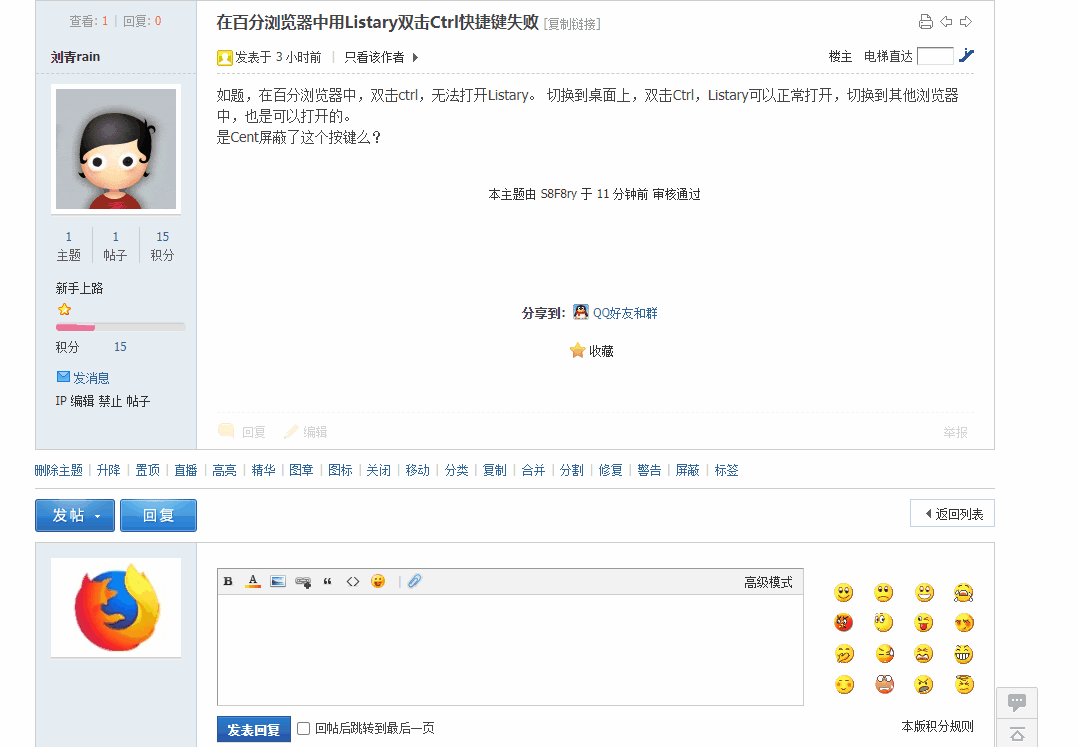 查看: 1 | 回复: 0
刘青rain
1 1 15
主题 帖子 积分
新手上路
积分 15
发消息
IP 编辑 禁止 帖子
在百分浏览器中用Listary双击Ctrl快捷键失败 [复制链接]
发表于 3 小时前 | 只看该作者
楼主 电梯直达
如题，在百分浏览器中，双击ctrl，无法打开Listary。 切换到桌面上，双击Ctrl，Listary可以正常打开，切换到其他浏览器
中，也是可以打开的。
是Cent屏蔽了这个按键么？
本主题由 S8F8ry 于 11 分钟前 审核通过
分享到： QQ好友和群
收藏
回复 编辑 举报
删除主题 | 升降 | 置顶 | 直播 | 高亮 | 精华 | 图章 | 图标 | 关闭 | 移动 | 分类 | 复制 | 合并 | 分割 | 修复 | 警告 | 屏蔽 | 标签
发帖 回复 返回列表
B A 高级模式
发表回复 回帖后跳转到最后一页 本版积分规则